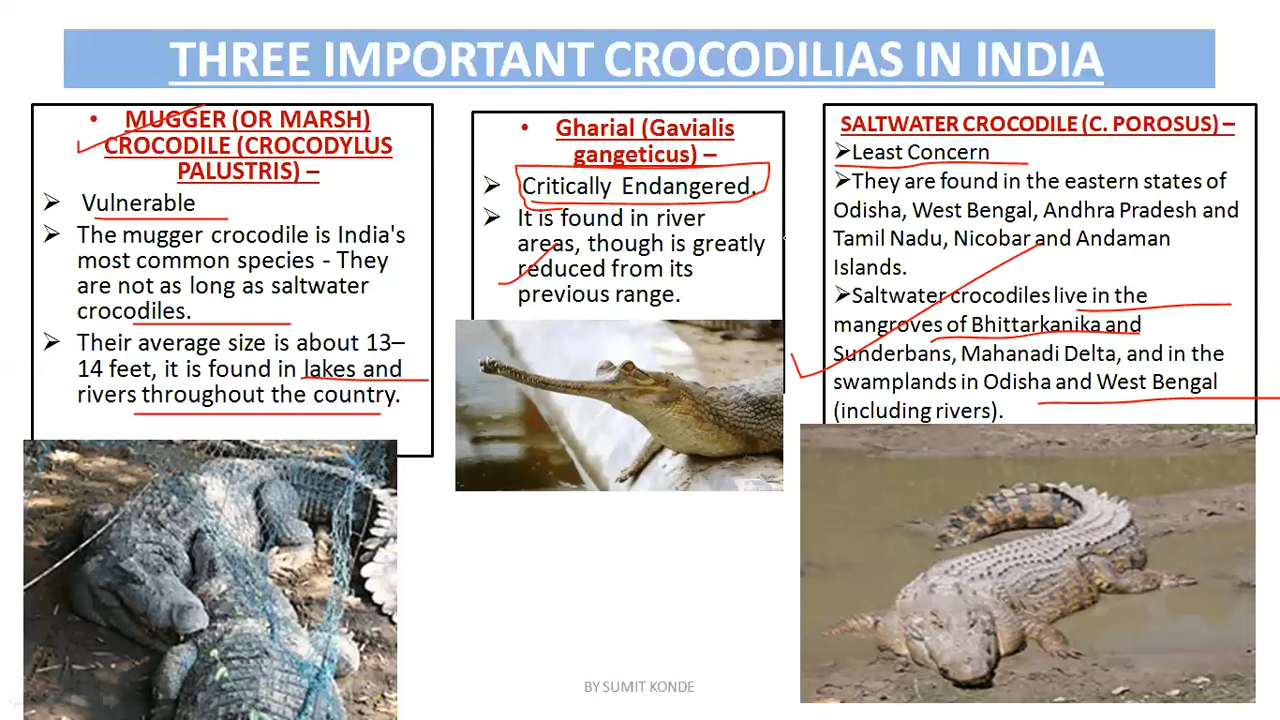 THREE IMPORTANT CROCODILIAS IN INDIA
• MUGGER (OR MARSH)
CROCODILE (CROCODYLUS
PALUSTRIS) –
➢ Vulnerable
➢ The mugger crocodile is India's
most common species - They
are not as long as saltwater
crocodiles.
➢ Their average size is about 13–
14 feet, it is found in lakes and
rivers throughout the country.
• Gharial (Gavialis
gangeticus) –
➢ Critically Endangered.
➢ It is found in river
areas, though is greatly
reduced from its
previous range.
SALTWATER CROCODILE (C. POROSUS) –
➢Least Concern
➢They are found in the eastern states of
Odisha, West Bengal, Andhra Pradesh and
Tamil Nadu, Nicobar and Andaman
Islands.
➢Saltwater crocodiles live in the
mangroves of Bhittarkanika and
Sunderbans, Mahanadi Delta, and in the
swamplands in Odisha and West Bengal
(including rivers).
BY SUMIT KONDE